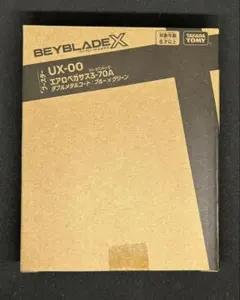 BEYBLADE X
対象年齢
6才以上
TAKARA
TOMY
UX-00
エアロペガサス3-70A
ダブルメタルコート：ブルー×グリーン